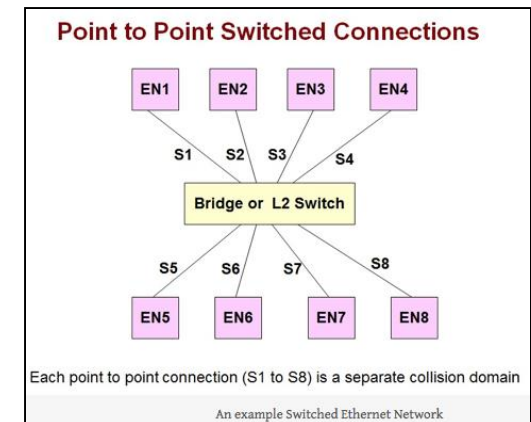 Point to Point Switched Connections
EN1 EN2 EN3 EN4
S1 S2 S3 S4
Bridge or L2 Switch
S5 S6 S7 S8
EN5 EN6 EN7 EN8
Each point to point connection (S1 to S8) is a separate collision domain
An example Switched Ethernet Network